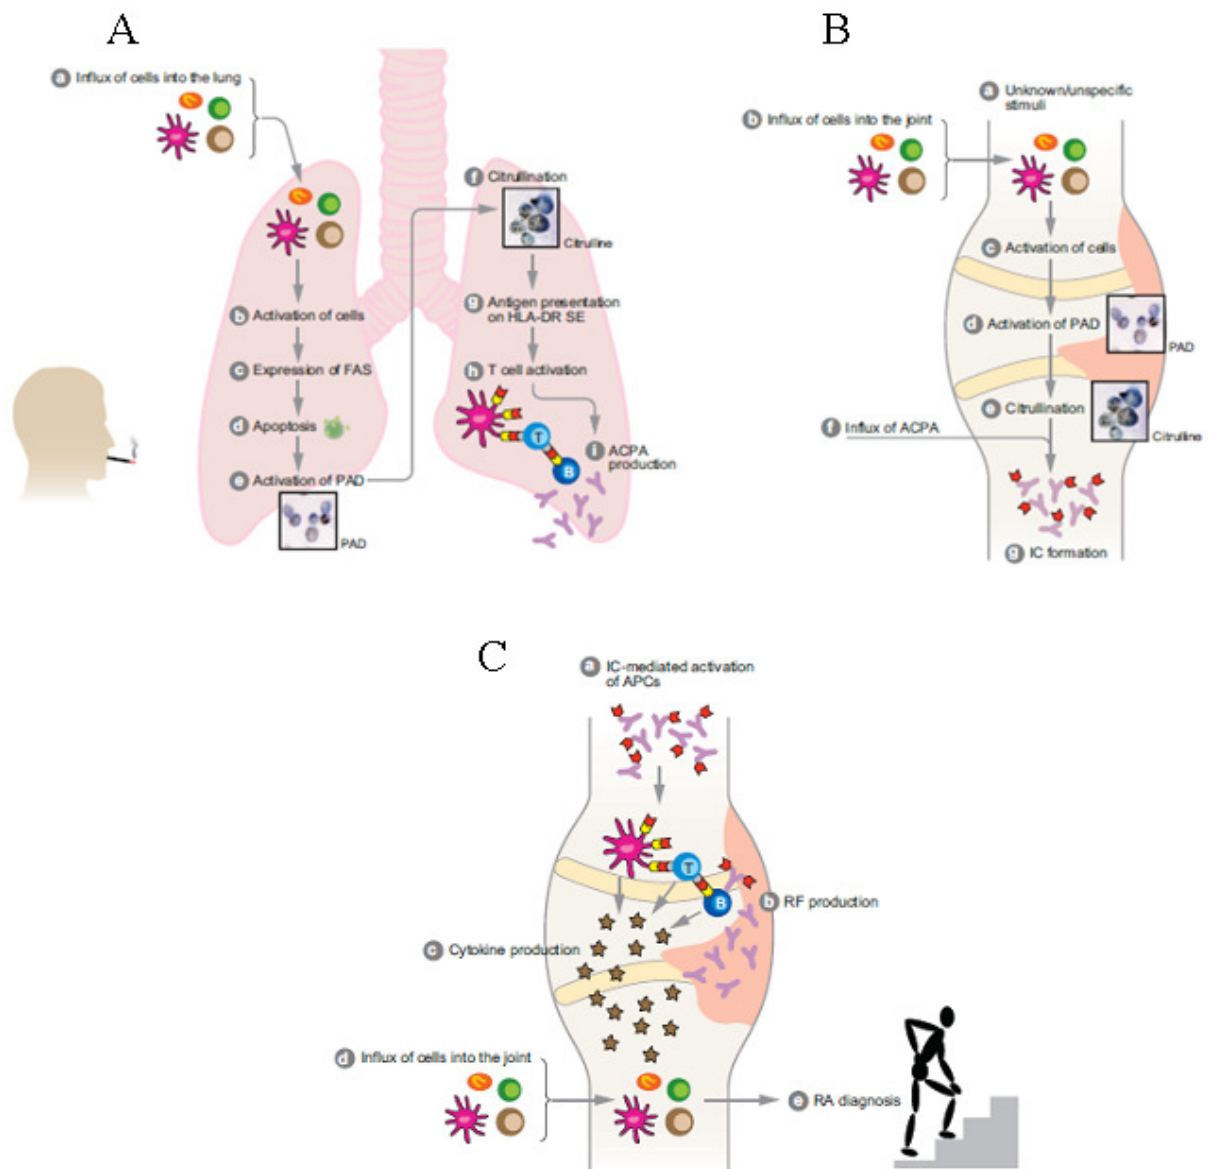 A
a Influx of cells into the lung
b Activation of cells
c Expression of FAS
d Apoptosis
e Activation of PAD
PAD
f Citrullination
Citrulline
g Antigen presentation
on HLA-DR SE
h T cell activation
T
B
i ACPA
production
B
a Unknown/unspecific
stimuli
b Influx of cells into the joint
c Activation of cells
d Activation of PAD
PAD
e Citrullination
Citrulline
f Influx of ACPA
g IC formation
C
a IC-mediated activation
of APCs
T
B
b RF production
c Cytokine production
d Influx of cells into the joint
e RA diagnosis